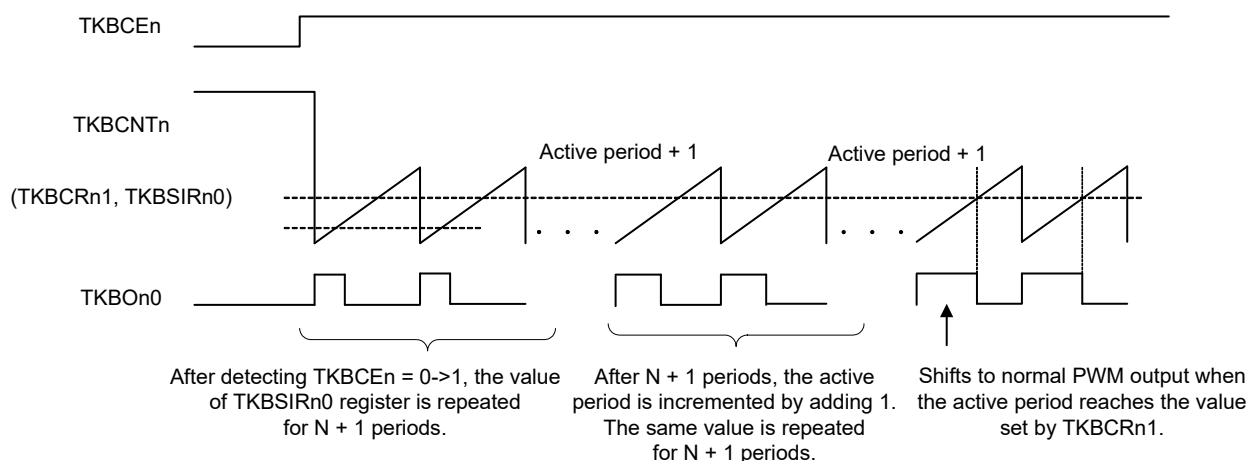 TKBCEn
TKBCNTn
Active period + 1
Active period + 1
(TKBCRn1, TKBSIRn0)
. . .
. . .
TKBOn0
After detecting TKBCEn = 0->1, the value
of TKBSIRn0 register is repeated
for N + 1 periods.
After N + 1 periods, the active
period is incremented by adding 1.
The same value is repeated
for N + 1 periods.
Shifts to normal PWM output when
the active period reaches the value
set by TKBCRn1.